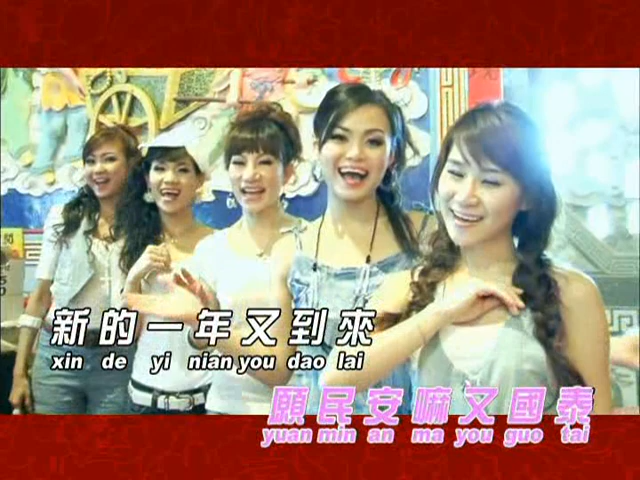 新的一年又到來
xin de yi nian you dao lai
願民安嘛又國泰
yuan min an ma you guo tai